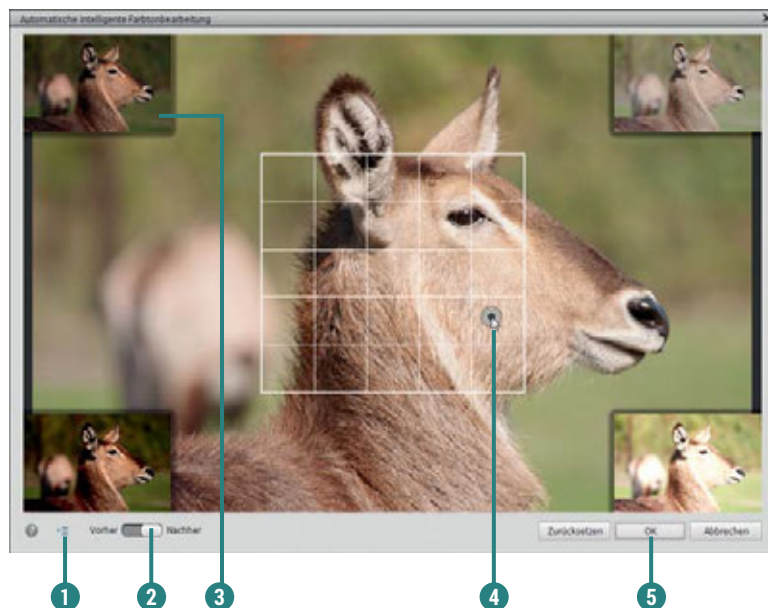 Automatische intelligente Farbtonbearbeitung
Vorher Nachher Zurücksetzen OK Abbrechen
1 2 3 4 5